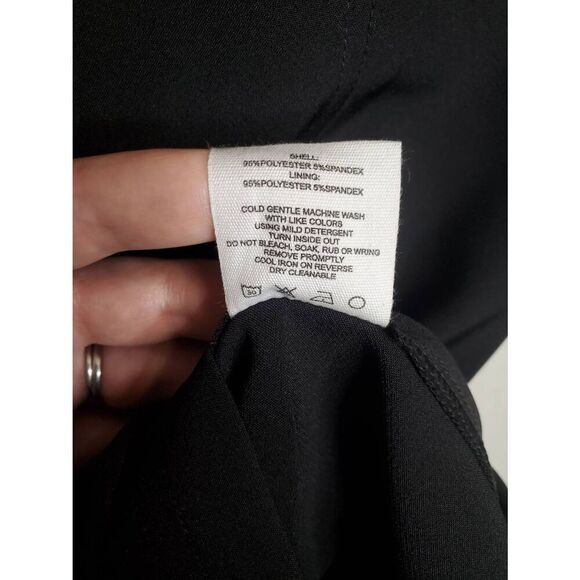 SHELL:
95%POLYESTER 5%SPANDEX
LINING:
95%POLYESTER 5%SPANDEX
COLD GENTLE MACHINE WASH
WITH LIKE COLORS
USING MILD DETERGENT
TURN INSIDE OUT
DO NOT BLEACH, SOAK, RUB OR WRING
REMOVE PROMPTLY
COOL IRON ON REVERSE
DRY CLEANABLE
30